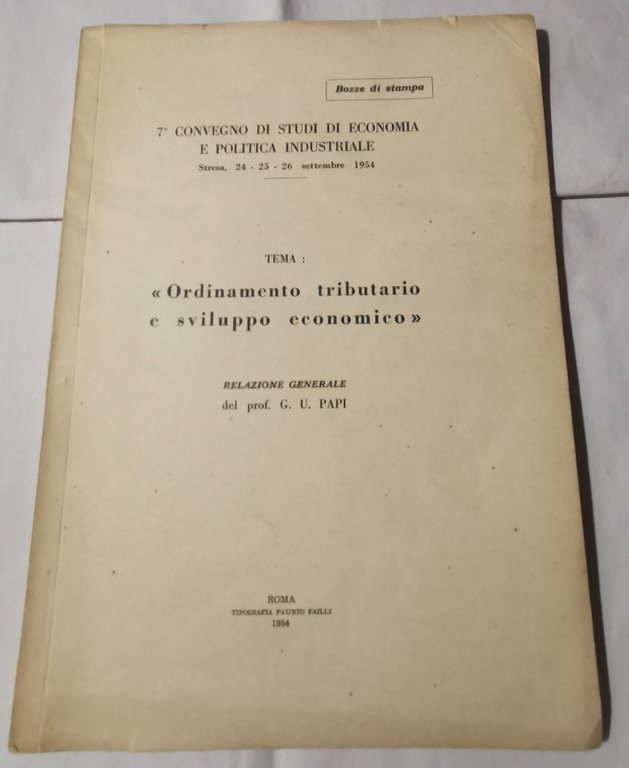 Bozze di stampa
7° CONVEGNO DI STUDI DI ECONOMIA
E POLITICA INDUSTRIALE
Stresa, 24 - 25 - 26 settembre 1954
TEMA :
« Ordinamento tributario
e sviluppo economico »
RELAZIONE GENERALE
del prof. G. U. PAPI
ROMA
TIPOGRAFIA FAUSTO FAILLI
1954